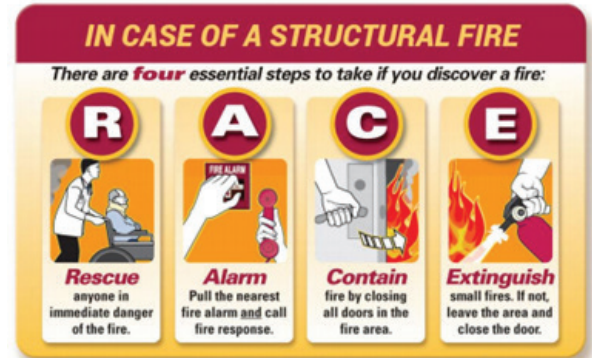 IN CASE OF A STRUCTURAL FIRE
There are four essential steps to take if you discover a fire:
R
A
C
E
FIRE ALARM
Rescue
anyone in
immediate danger
of the fire.
Alarm
Pull the nearest
fire alarm and call
fire response.
Contain
fire by closing
all doors in the
fire area.
Extinguish
small fires. If not,
leave the area and
close the door.